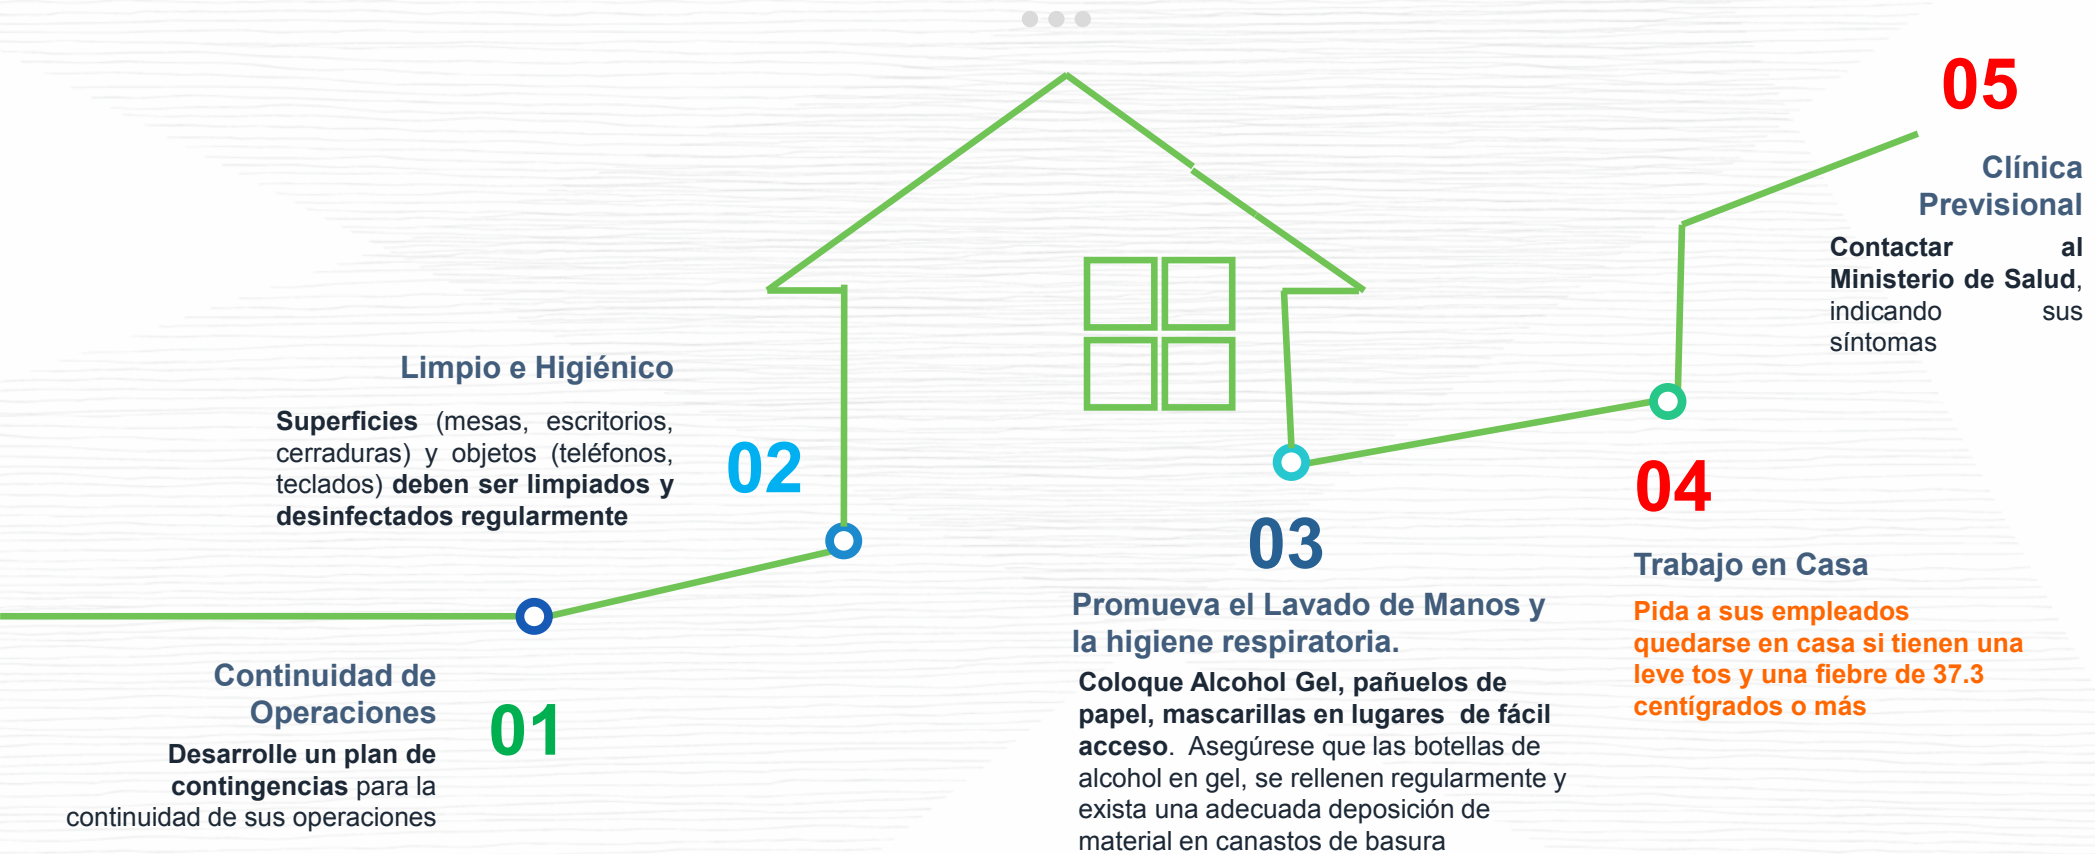 01
Continuidad de
Operaciones
Desarrolle un plan de
contingencias para la
continuidad de sus operaciones
02
Limpio e Higiénico
Superficies (mesas, escritorios,
cerraduras) y objetos (teléfonos,
teclados) deben ser limpiados y
desinfectados regularmente
03
Promueva el Lavado de Manos y
la higiene respiratoria.
Coloque Alcohol Gel, pañuelos de
papel, mascarillas en lugares de fácil
acceso. Asegúrese que las botellas de
alcohol en gel, se rellenen regularmente y
exista una adecuada deposición de
material en canastos de basura
04
Trabajo en Casa
Pida a sus empleados
quedarse en casa si tienen una
leve tos y una fiebre de 37.3
centígrados o más
05
Clínica
Previsional
Contactar al
Ministerio de Salud,
indicando sus
síntomas